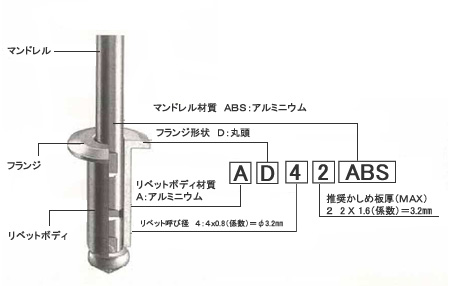 マンドレル
マンドレル材質 ABS:アルミニウム
フランジ形状 D:丸頭
フランジ
A D 4 2 ABS
リベットボディ材質
A:アルミニウム
推奨かしめ板厚(MAX)
2 2X1.6(係数)=3.2mm
リベット呼び径 4:4x0.8(係数)=φ3.2mm
リベットボディ